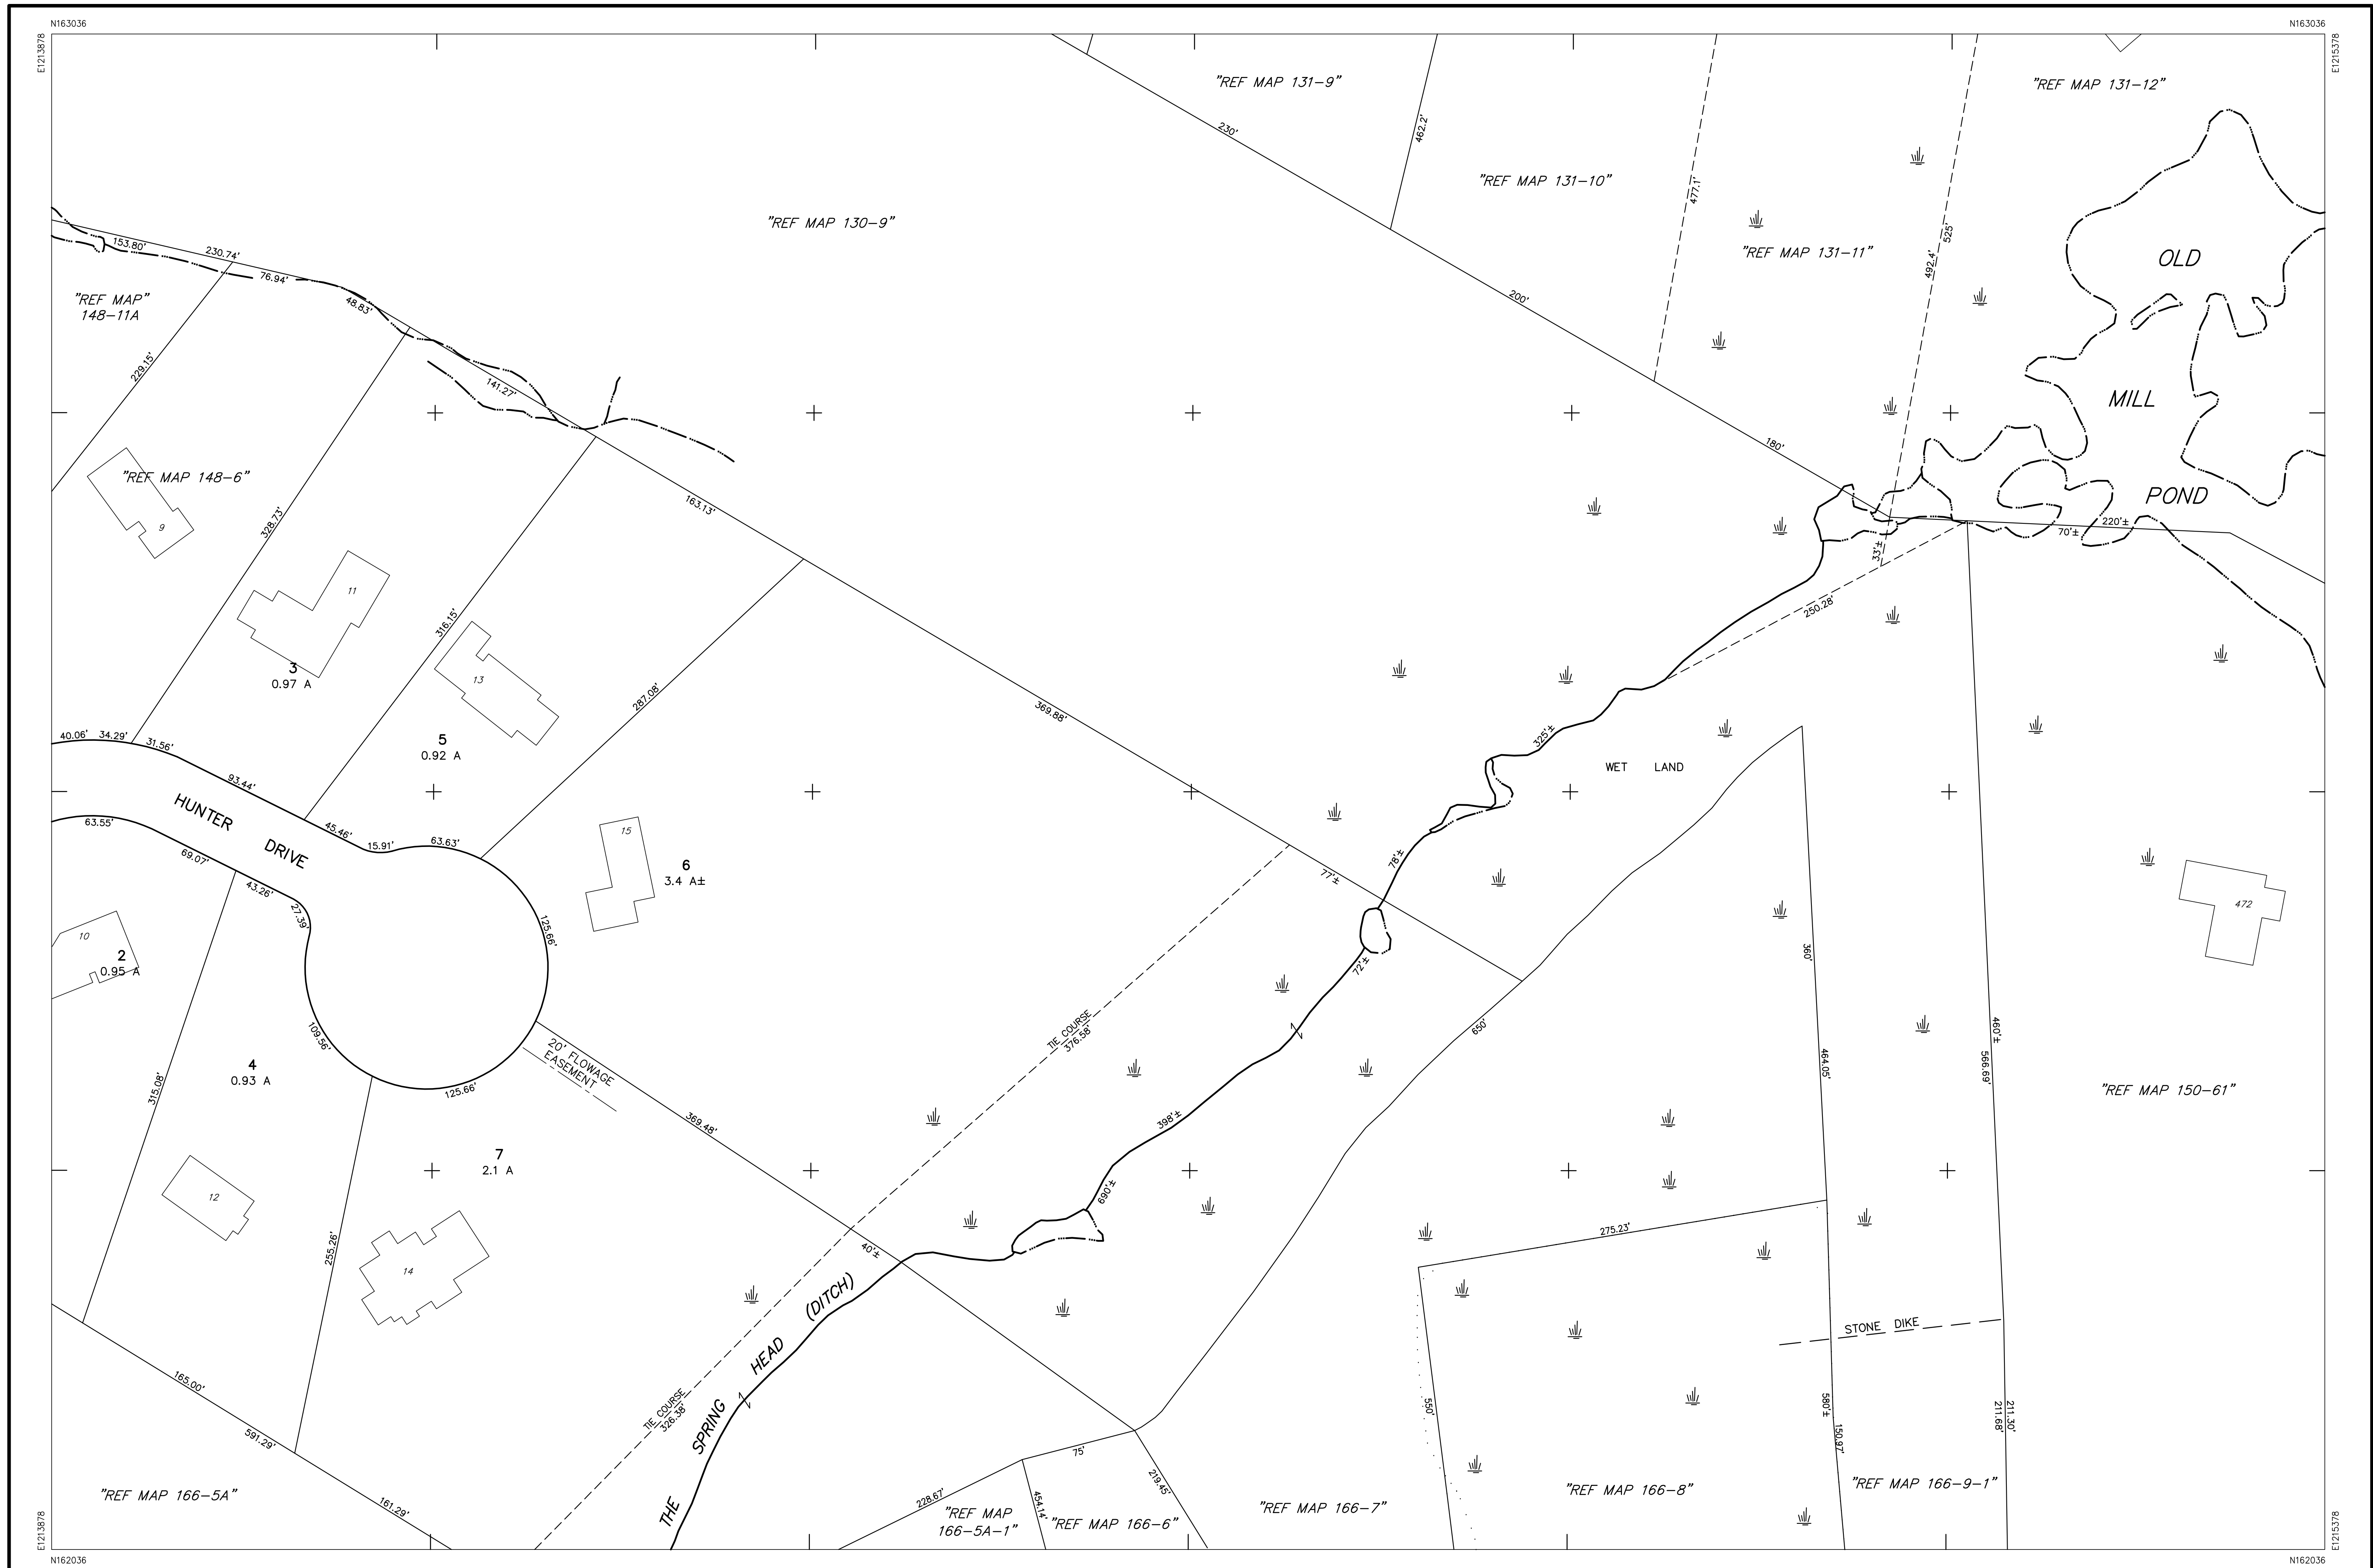 N163036
N163036
E1213878
E1215378
"REF MAP 131-9"
"REF MAP 131-12"
230'
462.2'
"REF MAP 131-10"
477.1'
"REF MAP 130-9"
525'
492.4'
"REF MAP 131-11"
OLD
153.80'
230.74'
76.94'
48.83'
"REF MAP"
148-11A
200'
229.15'
141.27'
MILL
180'
"REF MAP 148-6"
9
328.73'
163.13'
POND
220'±
70'±
33'±
11
250.28'
316.15'
3
0.97 A
13
287.08'
369.88'
325'±
40.06'
34.29'
31.56'
5
0.92 A
WET LAND
93.44'
HUNTER
DRIVE
63.55'
45.46'
15.91'
63.63'
15
69.07'
43.26'
6
3.4 A±
78'±
77'±
27.39'
472
125.66'
10
2
0.95 A
360'
72'±
109.56'
TIE COURSE
376.58'
650'
460'±
20' FLOWAGE
EASEMENT
464.05'
566.69'
4
0.93 A
315.08'
125.66'
369.48'
398'±
"REF MAP 150-61"
7
2.1 A
12
690'±
275.23'
255.26'
40'±
14
(DITCH)
STONE DIKE
HEAD
165.00'
TIE COURSE
326.38'
SPRING
550'
580'±
211.30'
211.68'
591.29'
75'
150.97'
219.45'
"REF MAP 166-5A"
161.29'
THE
228.67'
454.14'
"REF MAP
166-5A-1"
"REF MAP 166-6"
"REF MAP 166-7"
"REF MAP 166-8"
"REF MAP 166-9-1"
E1213878
E1215378
N162036
N162036